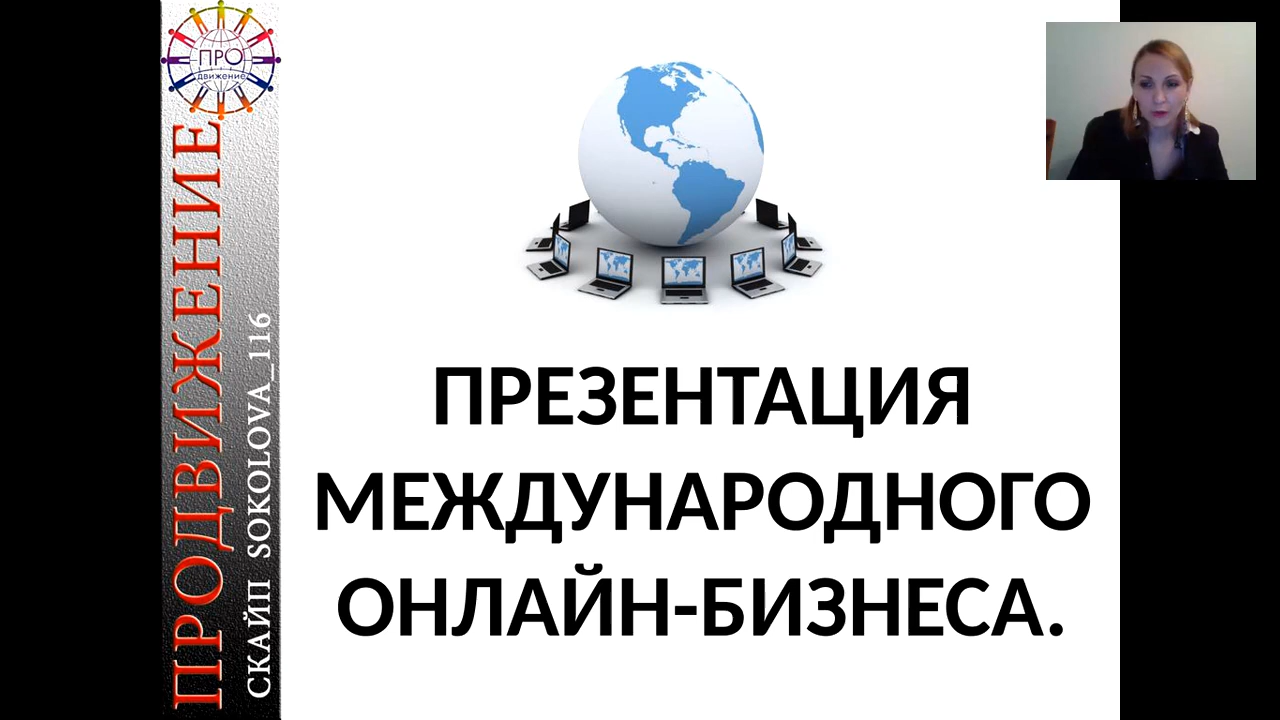 ПРО
движение
ПРОДВИЖЕНИЕ
СКАЙП SOKOLOVA_116
ПРЕЗЕНТАЦИЯ
МЕЖДУНАРОДНОГО
ОНЛАЙН-БИЗНЕСА.